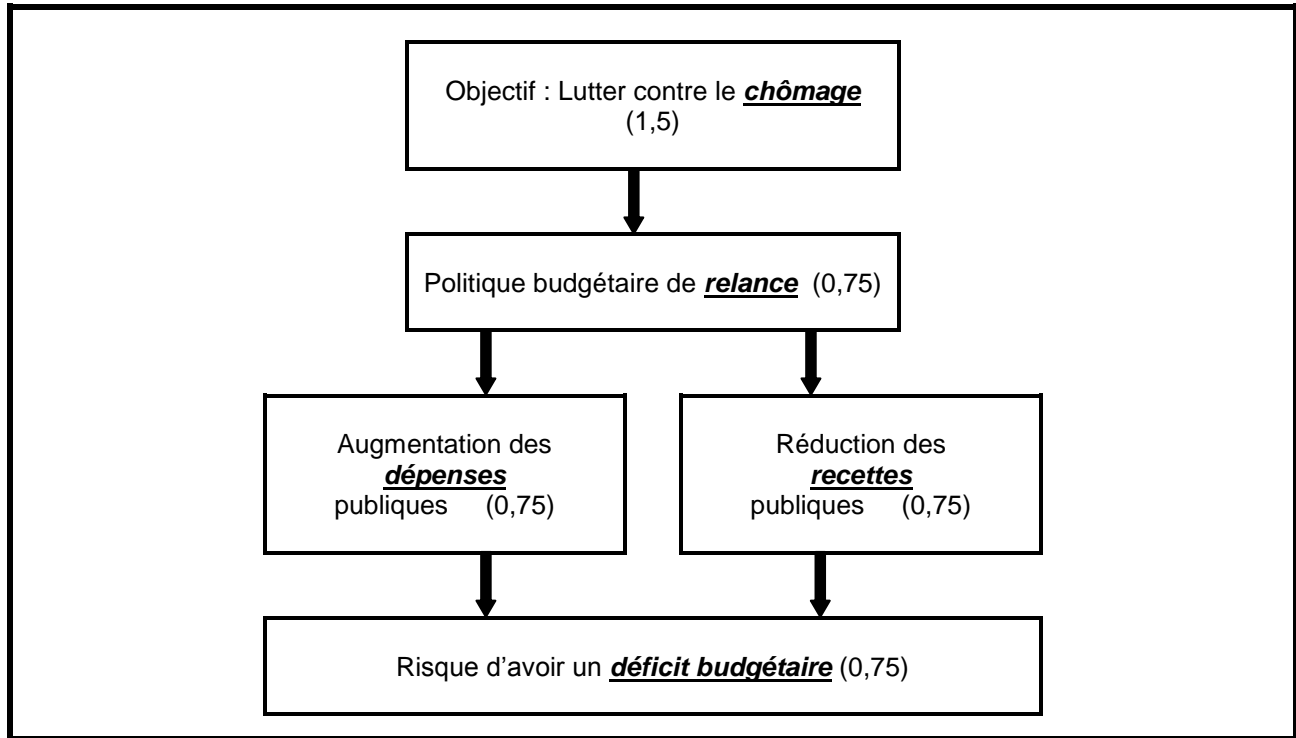 Objectif : Lutter contre le chômage
(1,5)
Politique budgétaire de relance (0,75)
Augmentation des
dépenses
publiques (0,75)
Réduction des
recettes
publiques (0,75)
Risque d'avoir un déficit budgétaire (0,75)